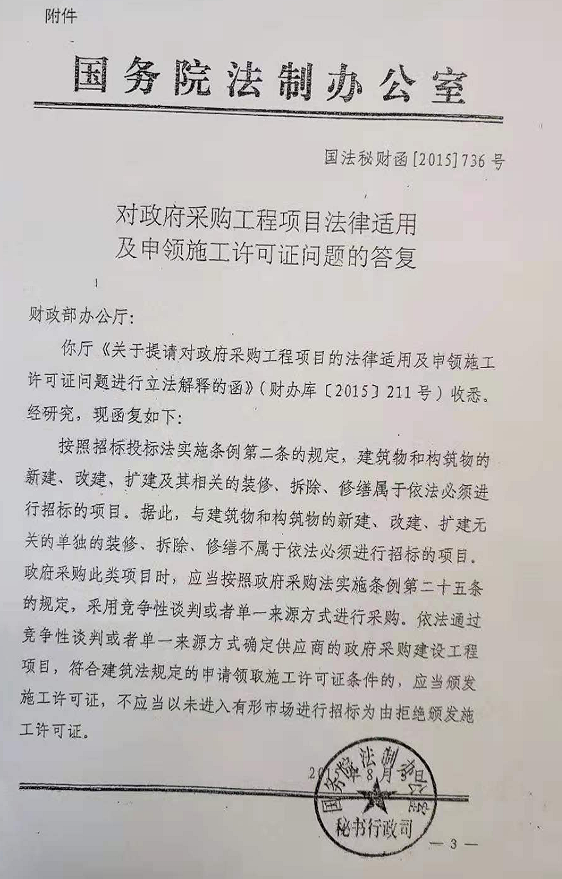 附件
国务院法制办公室
国法秘财函[2015]736号
对政府采购工程项目法律适用
及申领施工许可证问题的答复
财政部办公厅:
你厅《关于提请对政府采购工程项目的法律适用及申领施工
许可证问题进行立法解释的函》(财办库〔2015〕211号)收悉。
经研究，现函复如下:
按照招标投标法实施条例第二条的规定，建筑物和构筑物的
新建、改建、扩建及其相关的装修、拆除、修缮属于依法必须进
行招标的项目。据此，与建筑物和构筑物的新建、改建、扩建无
关的单独的装修、拆除、修缮不属于依法必须进行招标的项目。
政府采购此类项目时，应当按照政府采购法实施条例第二十五条
的规定，采用竞争性谈判或者单一来源方式进行采购。依法通过
竞争性谈判或者单一来源方式确定供应商的政府采购建设工程
项目，符合建筑法规定的申请领取施工许可证条件的，应当颁发
施工许可证，不应当以未进入有形市场进行招标为由拒绝颁发施
工许可证。
8月
国务院法制办公室
秘书行政司
— 3 —